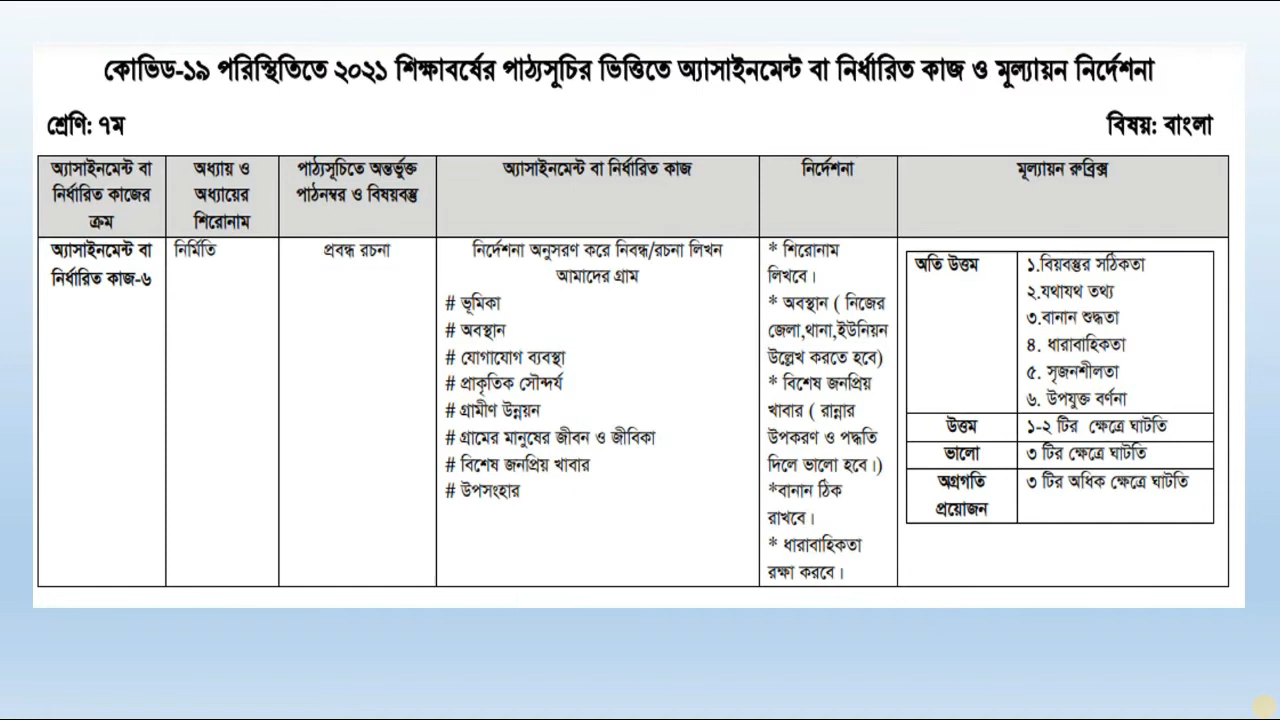 কোভিড-১৯ পরিস্থিতিতে ২০২১ শিক্ষাবর্ষের পাঠ্যসূচির ভিত্তিতে অ্যাসাইনমেন্ট বা নির্ধারিত কাজ ও মূল্যায়ন নির্দেশনা
শ্রেণি: ৭ম
বিষয়: বাংলা
অ্যাসাইনমেন্ট বা
নির্ধারিত কাজের
ক্রম
অধ্যায় ও
অধ্যায়ের
শিরোনাম
পাঠ্যসূচিতে অন্তর্ভুক্ত
পাঠনম্বর ও বিষয়বস্তু
অ্যাসাইনমেন্ট বা নির্ধারিত কাজ
নির্দেশনা
মূল্যায়ন রুব্রিক্স
অ্যাসাইনমেন্ট বা
নির্ধারিত কাজ-৬
নির্মিতি
প্রবন্ধ রচনা
নির্দেশনা অনুসরণ করে নিবন্ধ/রচনা লিখন
আমাদের গ্রাম
# ভূমিকা
# অবস্থান
# যোগাযোগ ব্যবস্থা
# প্রাকৃতিক সৌন্দর্য
# গ্রামীণ উন্নয়ন
# গ্রামের মানুষের জীবন ও জীবিকা
# বিশেষ জনপ্রিয় খাবার
# উপসংহার
* শিরোনাম
লিখবে।
* অবস্থান ( নিজের
জেলা,থানা,ইউনিয়ন
উল্লেখ করতে হবে)
* বিশেষ জনপ্রিয়
খাবার ( রান্নার
উপকরণ ও পদ্ধতি
দিলে ভালো হবে।)
*বানান ঠিক
রাখবে।
* ধারাবাহিকতা
রক্ষা করবে।
অতি উত্তম
১.বিয়বস্তুর সঠিকতা
২.যথাযথ তথ্য
৩.বানান শুদ্ধতা
৪. ধারাবাহিকতা
৫. সৃজনশীলতা
৬. উপযুক্ত বর্ণনা
উত্তম
১-২ টির ক্ষেত্রে ঘাটতি
ভালো
৩ টির ক্ষেত্রে ঘাটতি
অগ্রগতি
প্রয়োজন
৩ টির অধিক ক্ষেত্রে ঘাটতি